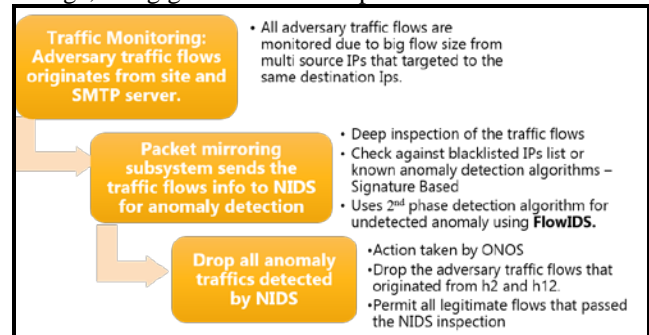 Traffic Monitoring:
Adversary traffic flows
originates from site and
SMTP server.
• All adversary traffic flows are
monitored due to big flow size from
multi source IPs that targeted to the
same destination Ips.
Packet mirroring
subsystem sends the
traffic flows info to NIDS
for anomaly detection
• Deep inspection of the traffic flows
• Check against blacklisted IPs list or
known anomaly detection algorithms –
Signature Based
• Uses 2nd phase detection algorithm for
undetected anomaly using FlowIDS.
Drop all anomaly
traffics detected
by NIDS
•Action taken by ONOS
•Drop the adversary traffic flows that
originated from h2 and h12.
•Permit all legitimate flows that passed
the NIDS inspection